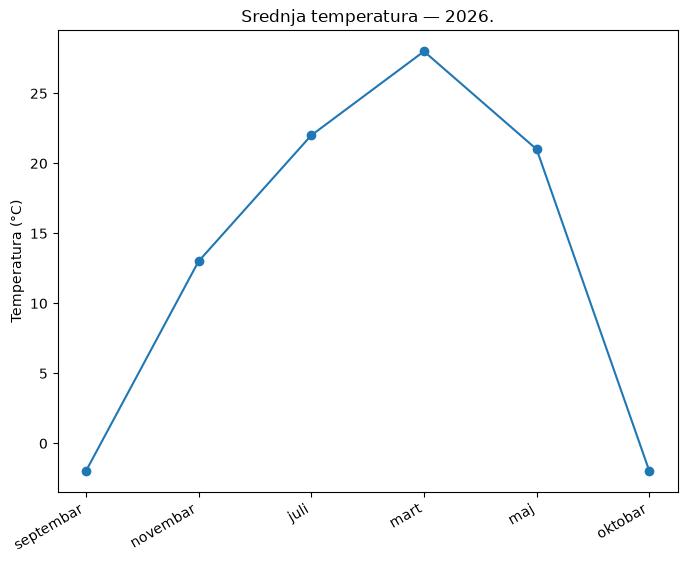 Srednja temperatura — 2026.
Temperatura (°C)
25
20
15
10
5
0
septembar
novembar
juli
mart
maj
oktobar